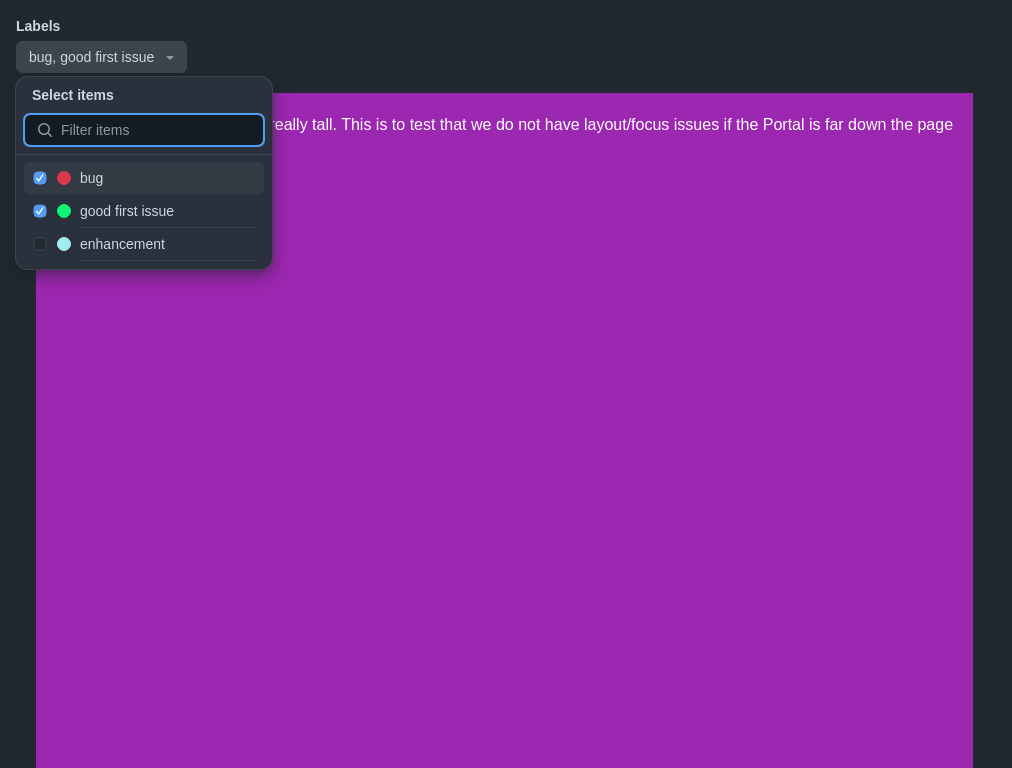 Labels
bug, good first issue
Select items
really tall. This is to test that we do not have layout/focus issues if the Portal is far down the page
Filter items
bug
good first issue
enhancement